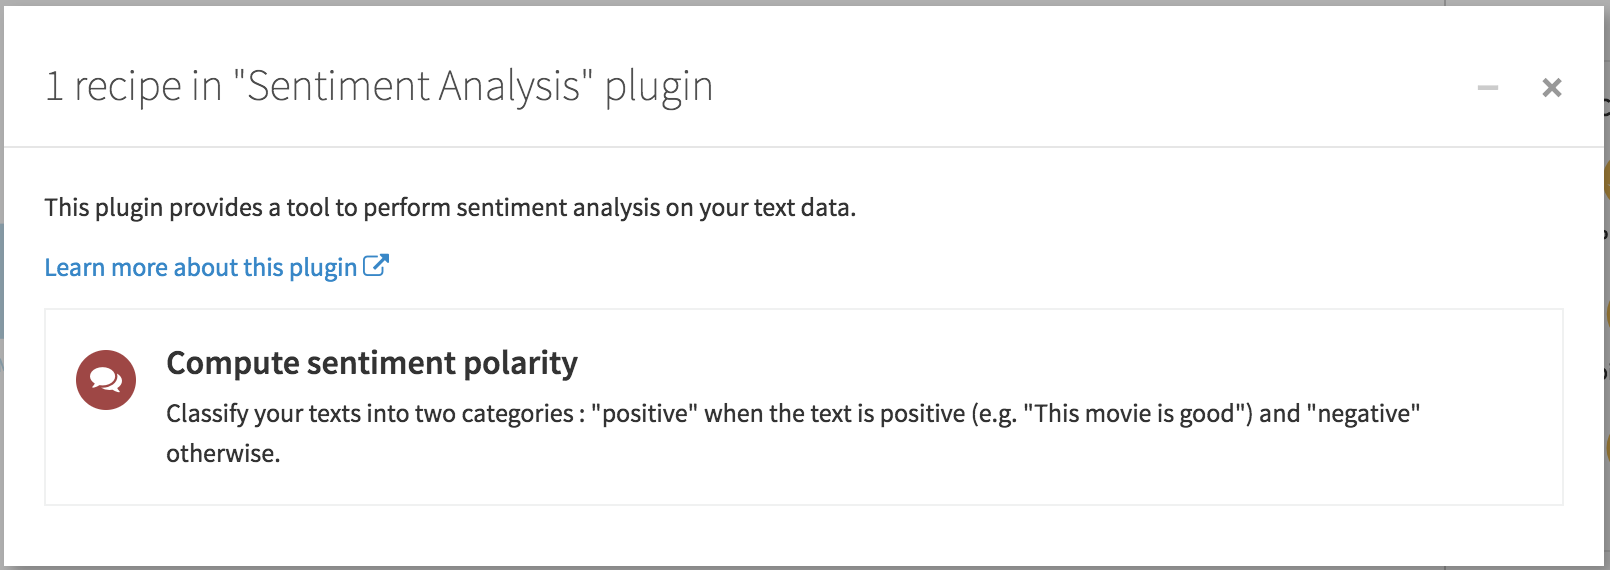 1 recipe in "Sentiment Analysis" plugin
This plugin provides a tool to perform sentiment analysis on your text data.
Learn more about this plugin
Compute sentiment polarity
Classify your texts into two categories : "positive" when the text is positive (e.g. "This movie is good") and "negative"
otherwise.